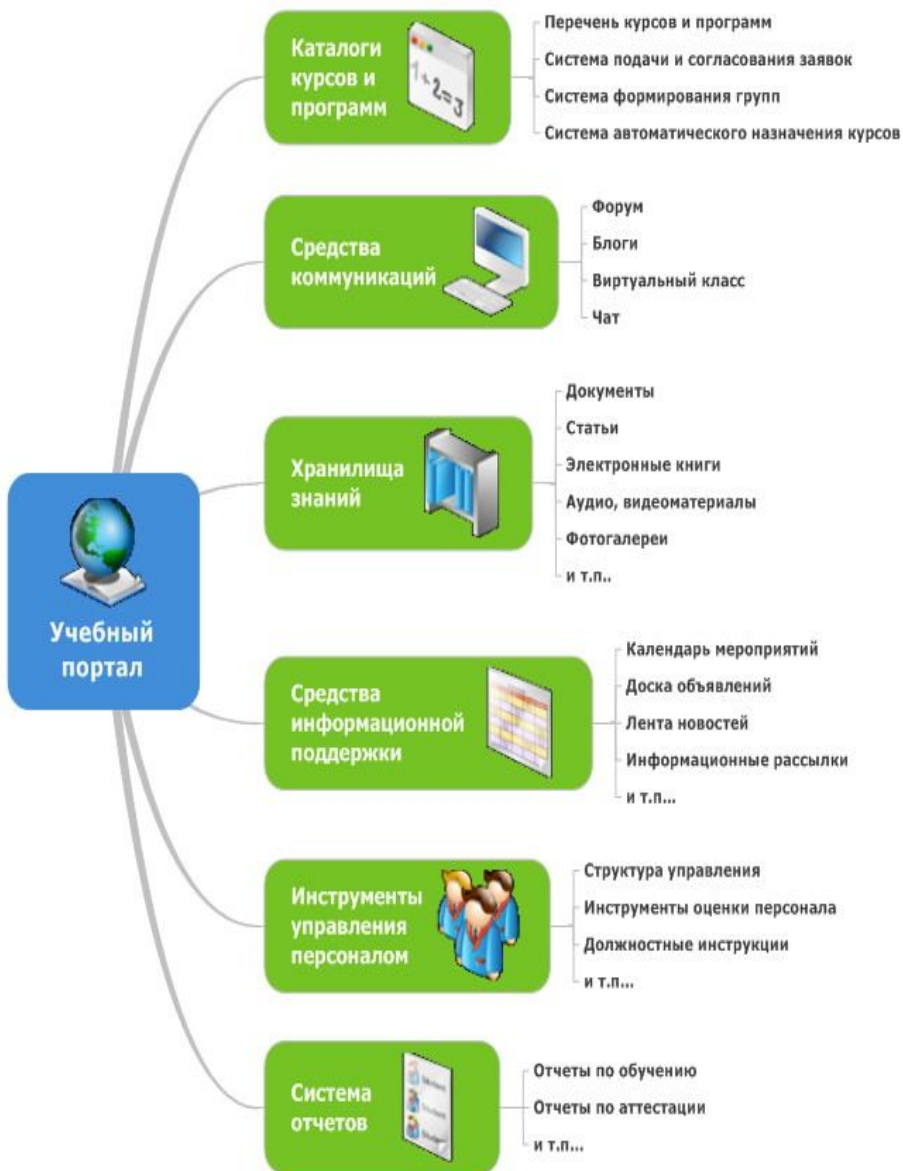 Каталоги
курсов и
программ
1+2=3
Перечень курсов и программ
Система подачи и согласования заявок
Система формирования групп
Система автоматического назначения курсов
Средства
коммуникаций
Форум
Блоги
Виртуальный класс
Чат
Хранилища
знаний
Документы
Статьи
Электронные книги
Аудио, видеоматериалы
Фотогалереи
и т.п..
Учебный
портал
Средства
информационной
поддержки
Календарь мероприятий
Доска объявлений
Лента новостей
Информационные рассылки
и т.п...
Инструменты
управления
персоналом
Структура управления
Инструменты оценки персонала
Должностные инструкции
и т.п...
Система
отчетов
Отчеты по обучению
Отчеты по аттестации
и т.п...